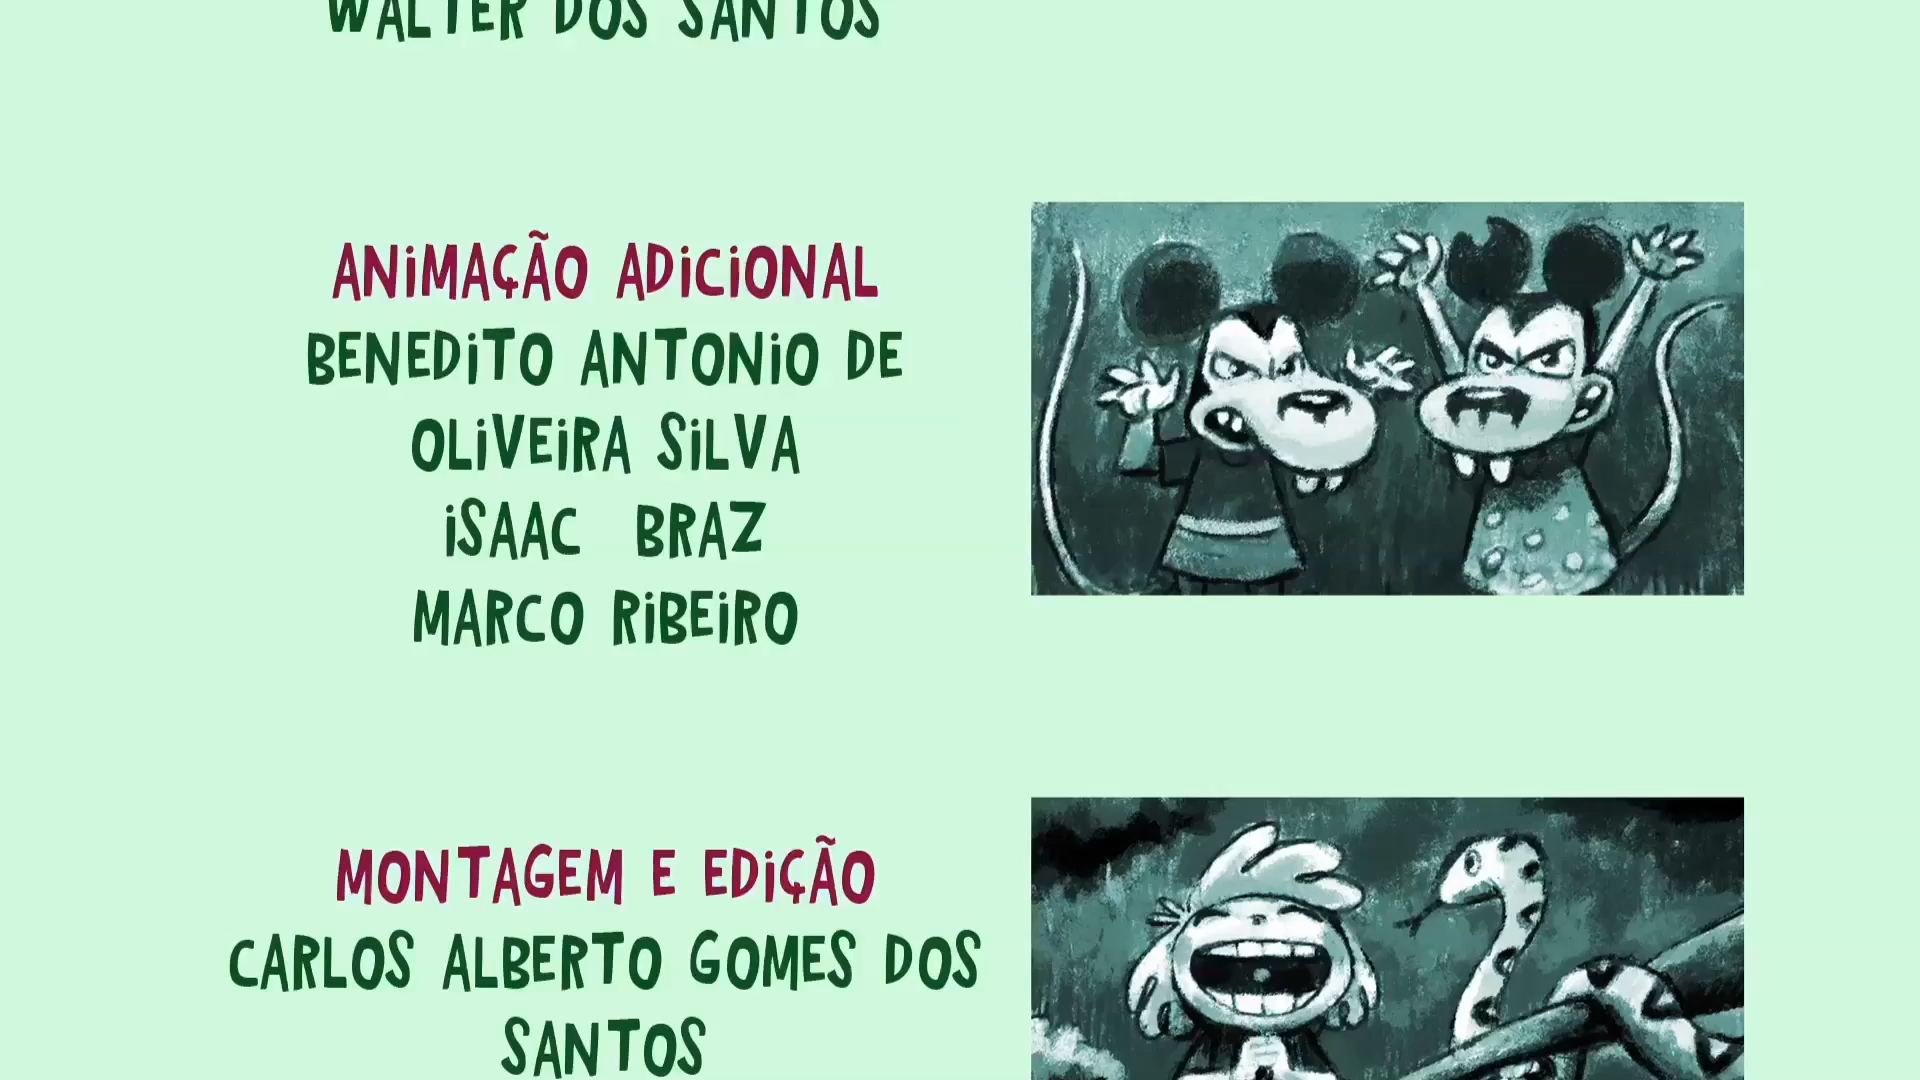 WALTER DOS SANTOS
ANiMAÇÃO ADiCiONAL
BENEDiTO ANTONiO DE
OLiVEiRA SiLVA
iSAAC BRAZ
MARCO RiBEiRO
MONTAGEM E EDiÇÃO
CARLOS ALBERTO GOMES DOS
SANTOS